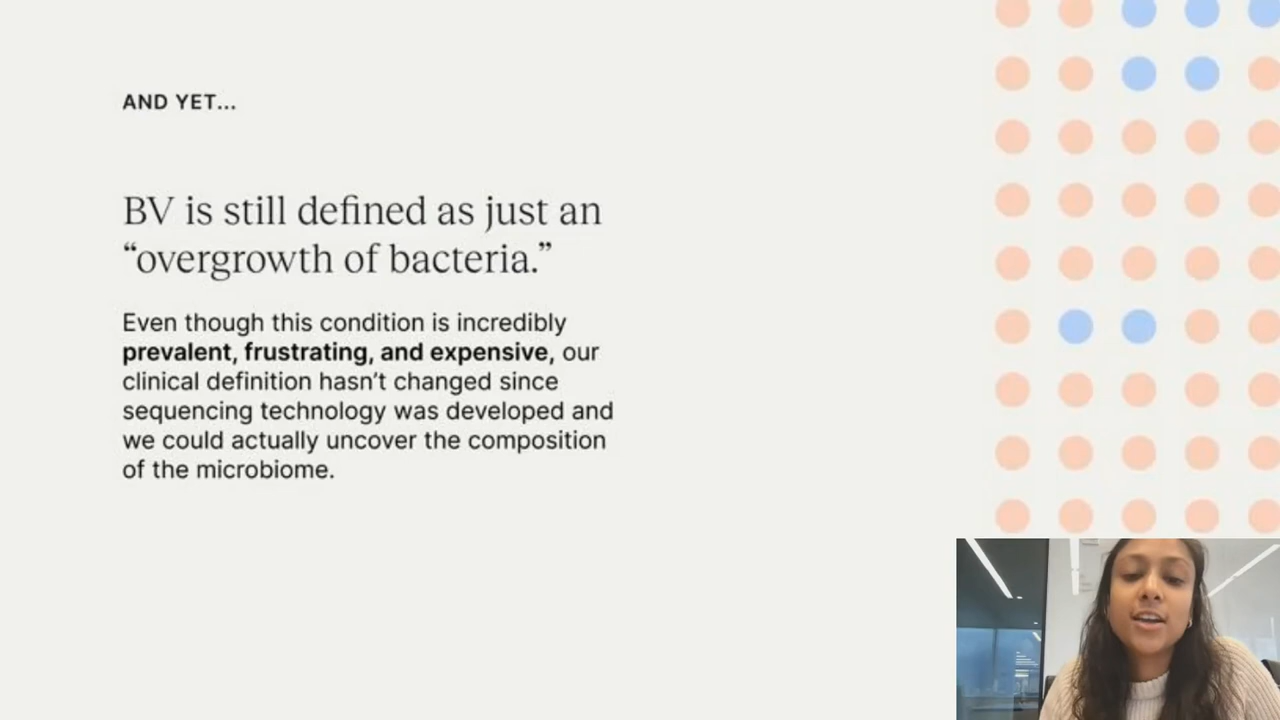 AND YET...
BV is still defined as just an
“overgrowth of bacteria.”
Even though this condition is incredibly
prevalent, frustrating, and expensive, our
clinical definition hasn’t changed since
sequencing technology was developed and
we could actually uncover the composition
of the microbiome.